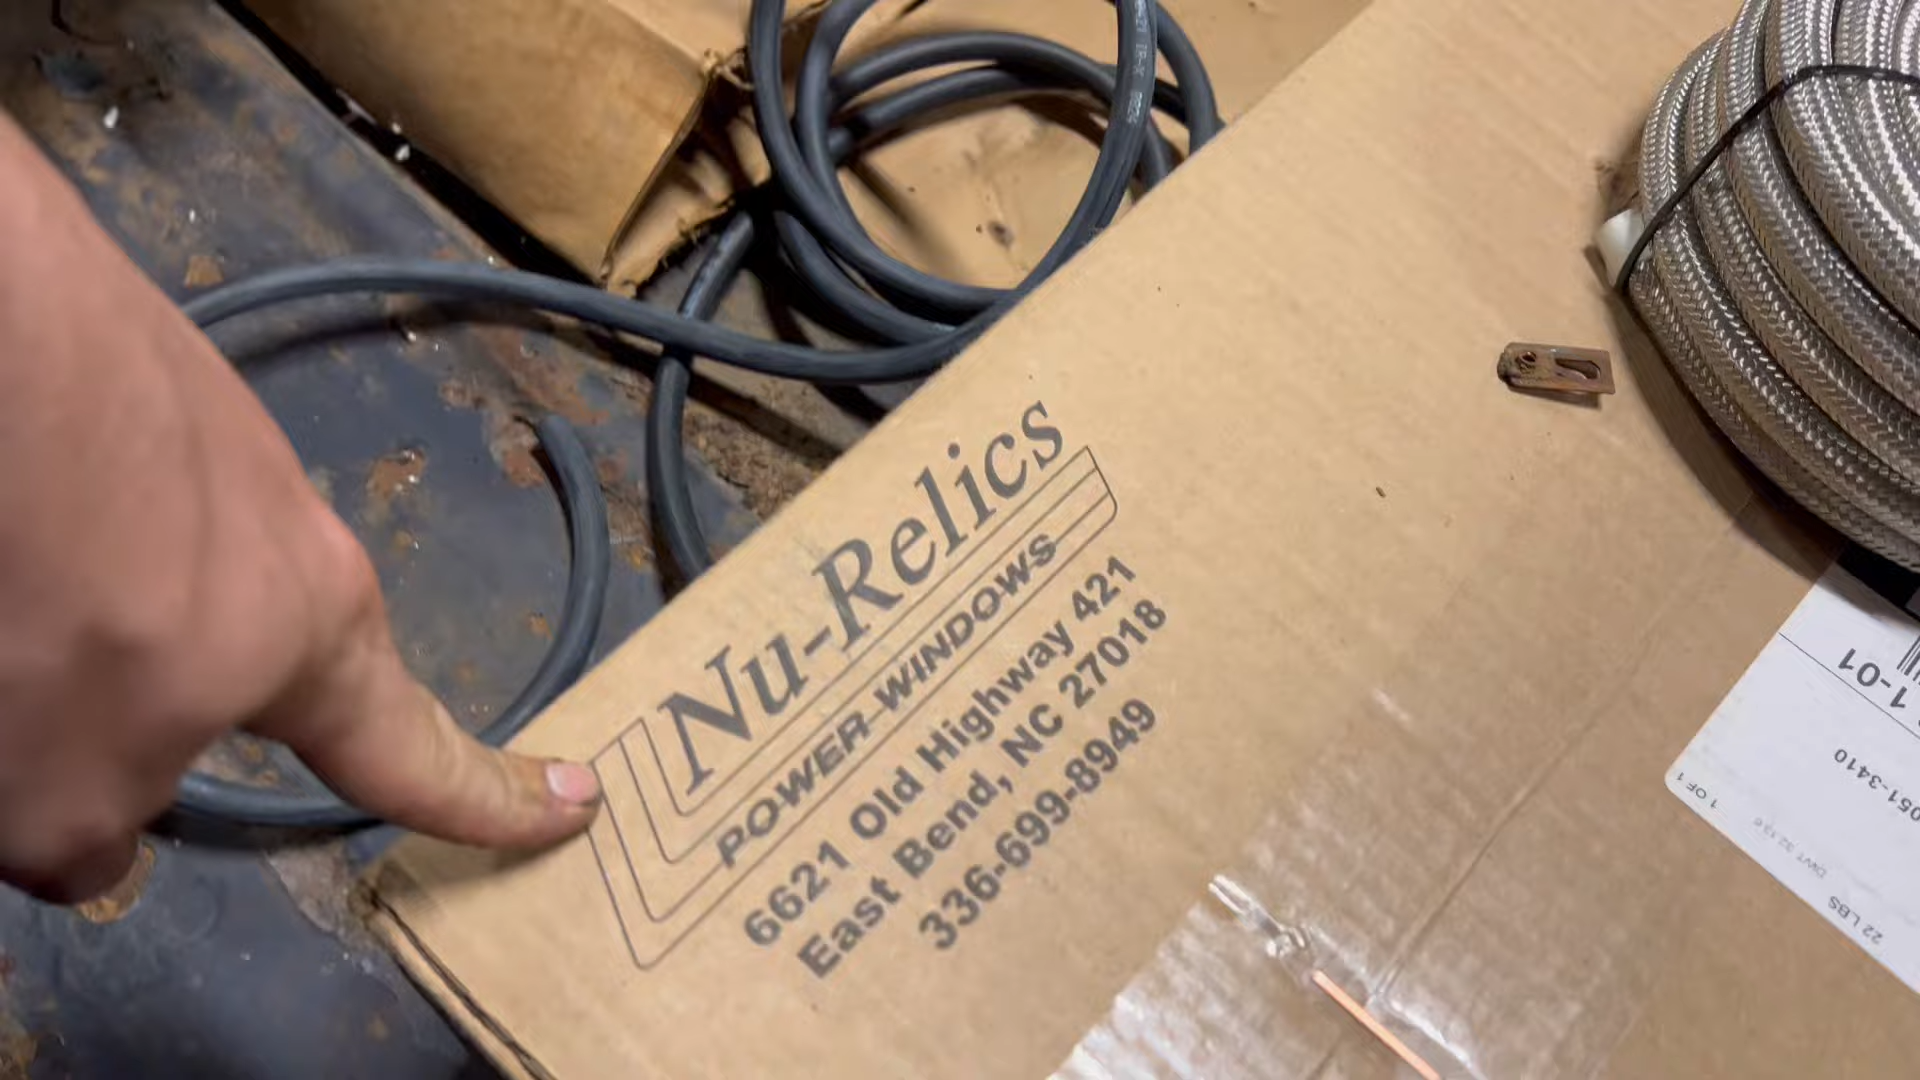 Nu-Relics
POWER WINDOWS
6621 Old Highway 421
East Bend, NC 27018
336-699-8949
1-01
051-3410
1 OF 1
22 LBS